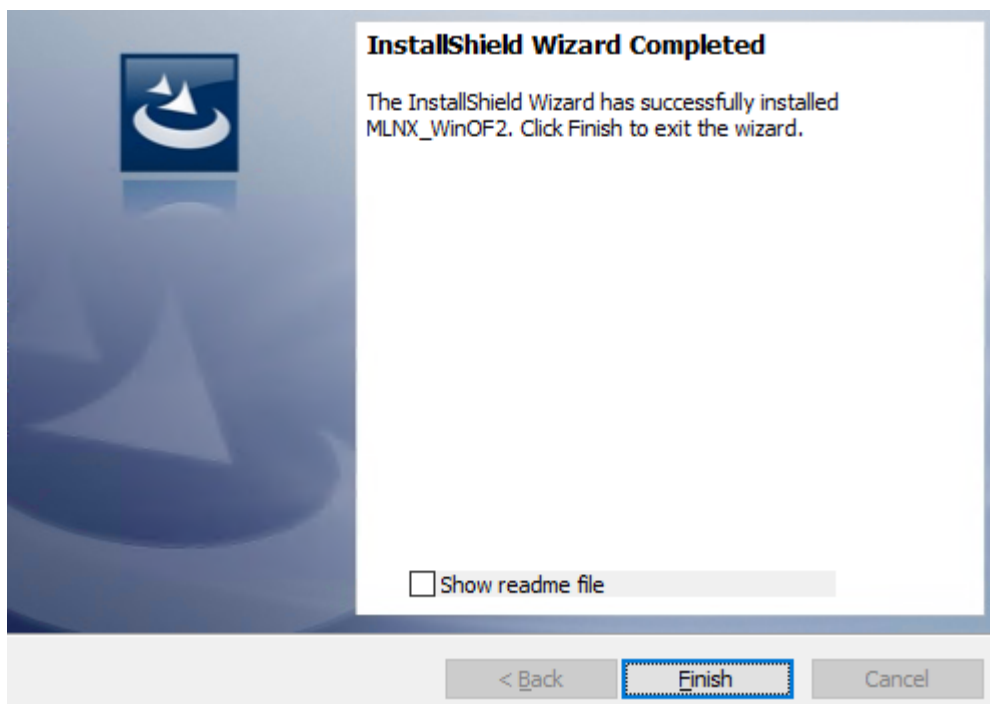 InstallShield Wizard Completed
The InstallShield Wizard has successfully installed
MLNX_WinOF2. Click Finish to exit the wizard.
Show readme file
< Back
Finish
Cancel